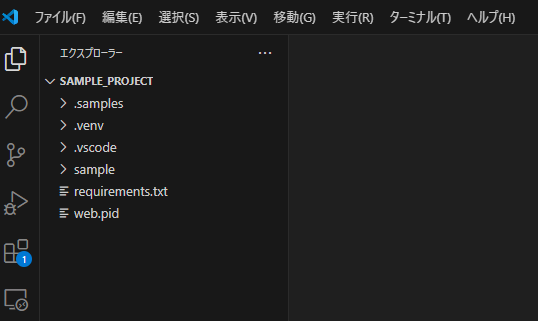 ファイル(F) 編集(E) 選択(S) 表示(V) 移動(G) 実行(R) ターミナル(T) ヘルプ(H)
エクスプローラー ...
SAMPLE_PROJECT
.samples
.venv
.vscode
sample
requirements.txt
web.pid
1